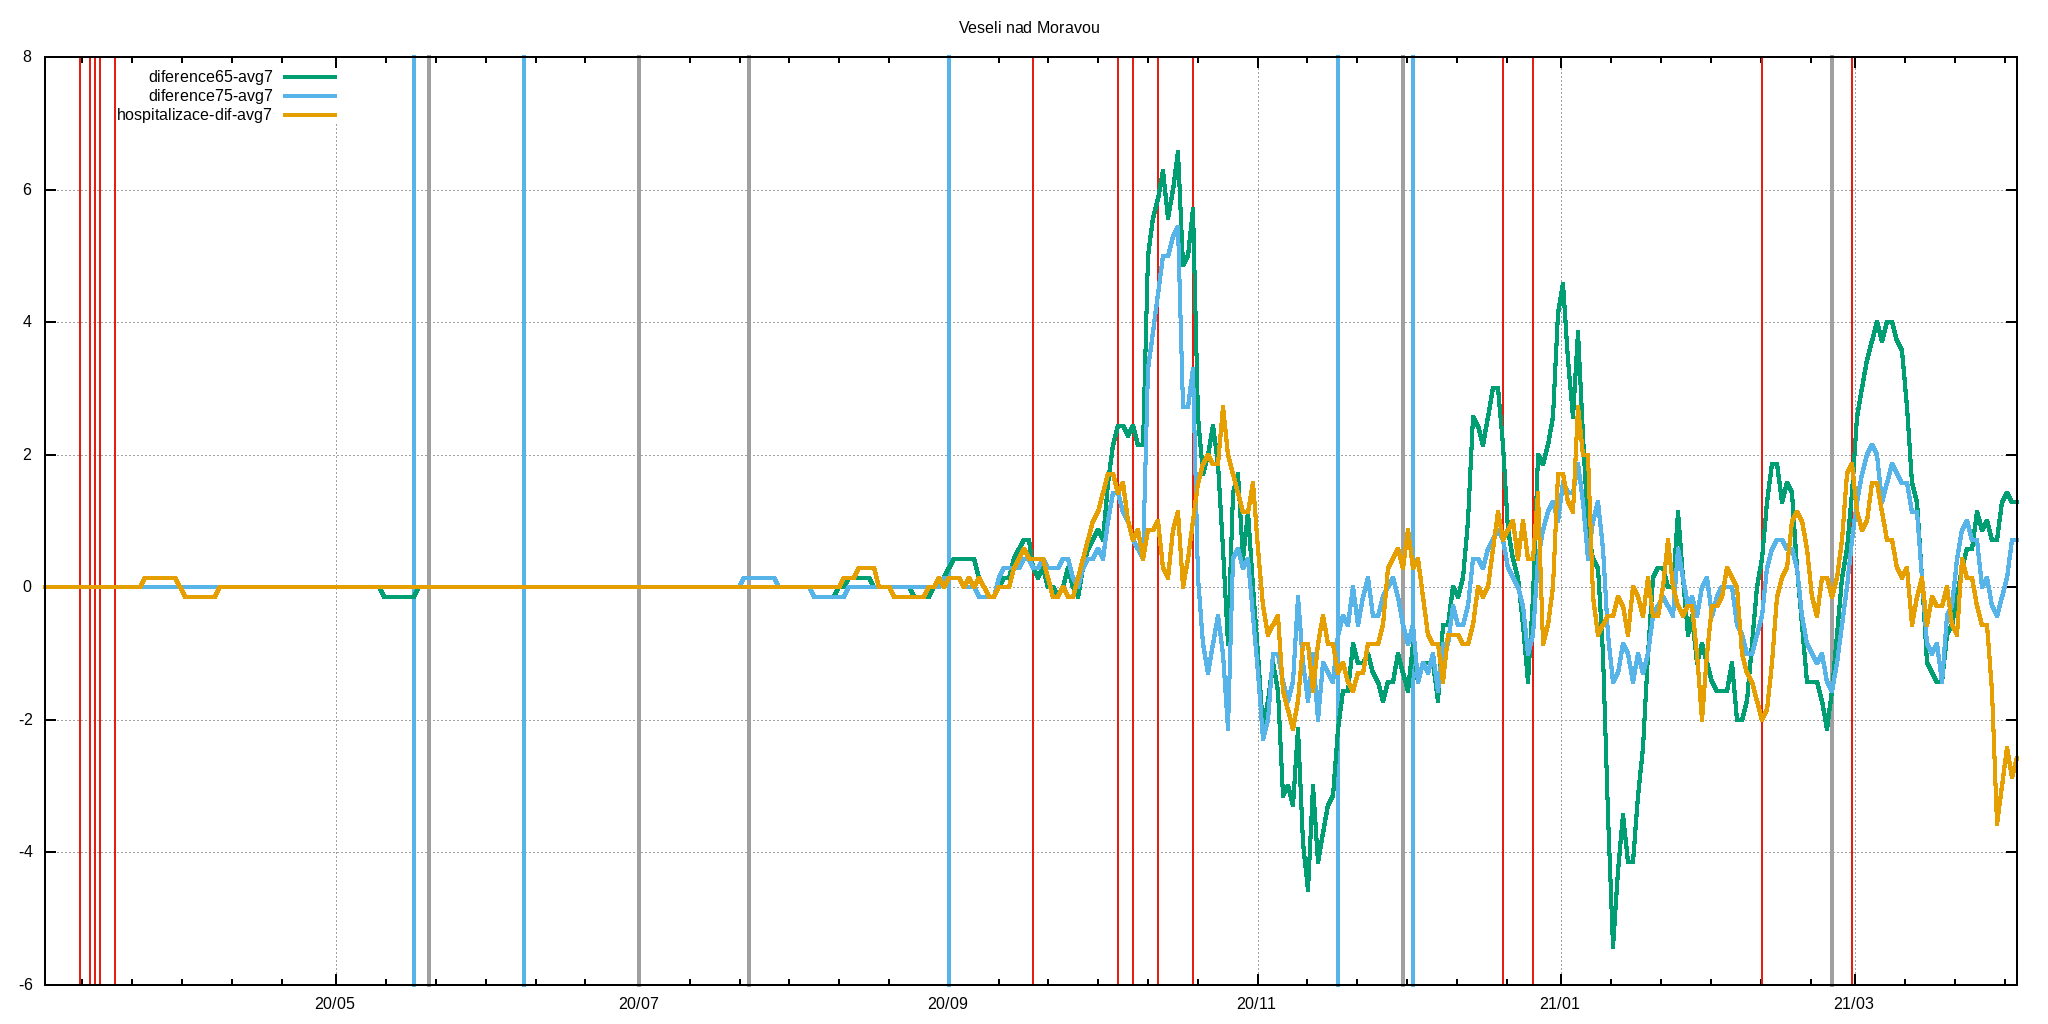 Veseli nad Moravou
8
diference65-avg7
diference75-avg7
hospitalizace-dif-avg7
6
4
2
0
-2
-4
-6
20/05 20/07 20/09 20/11 21/01 21/03